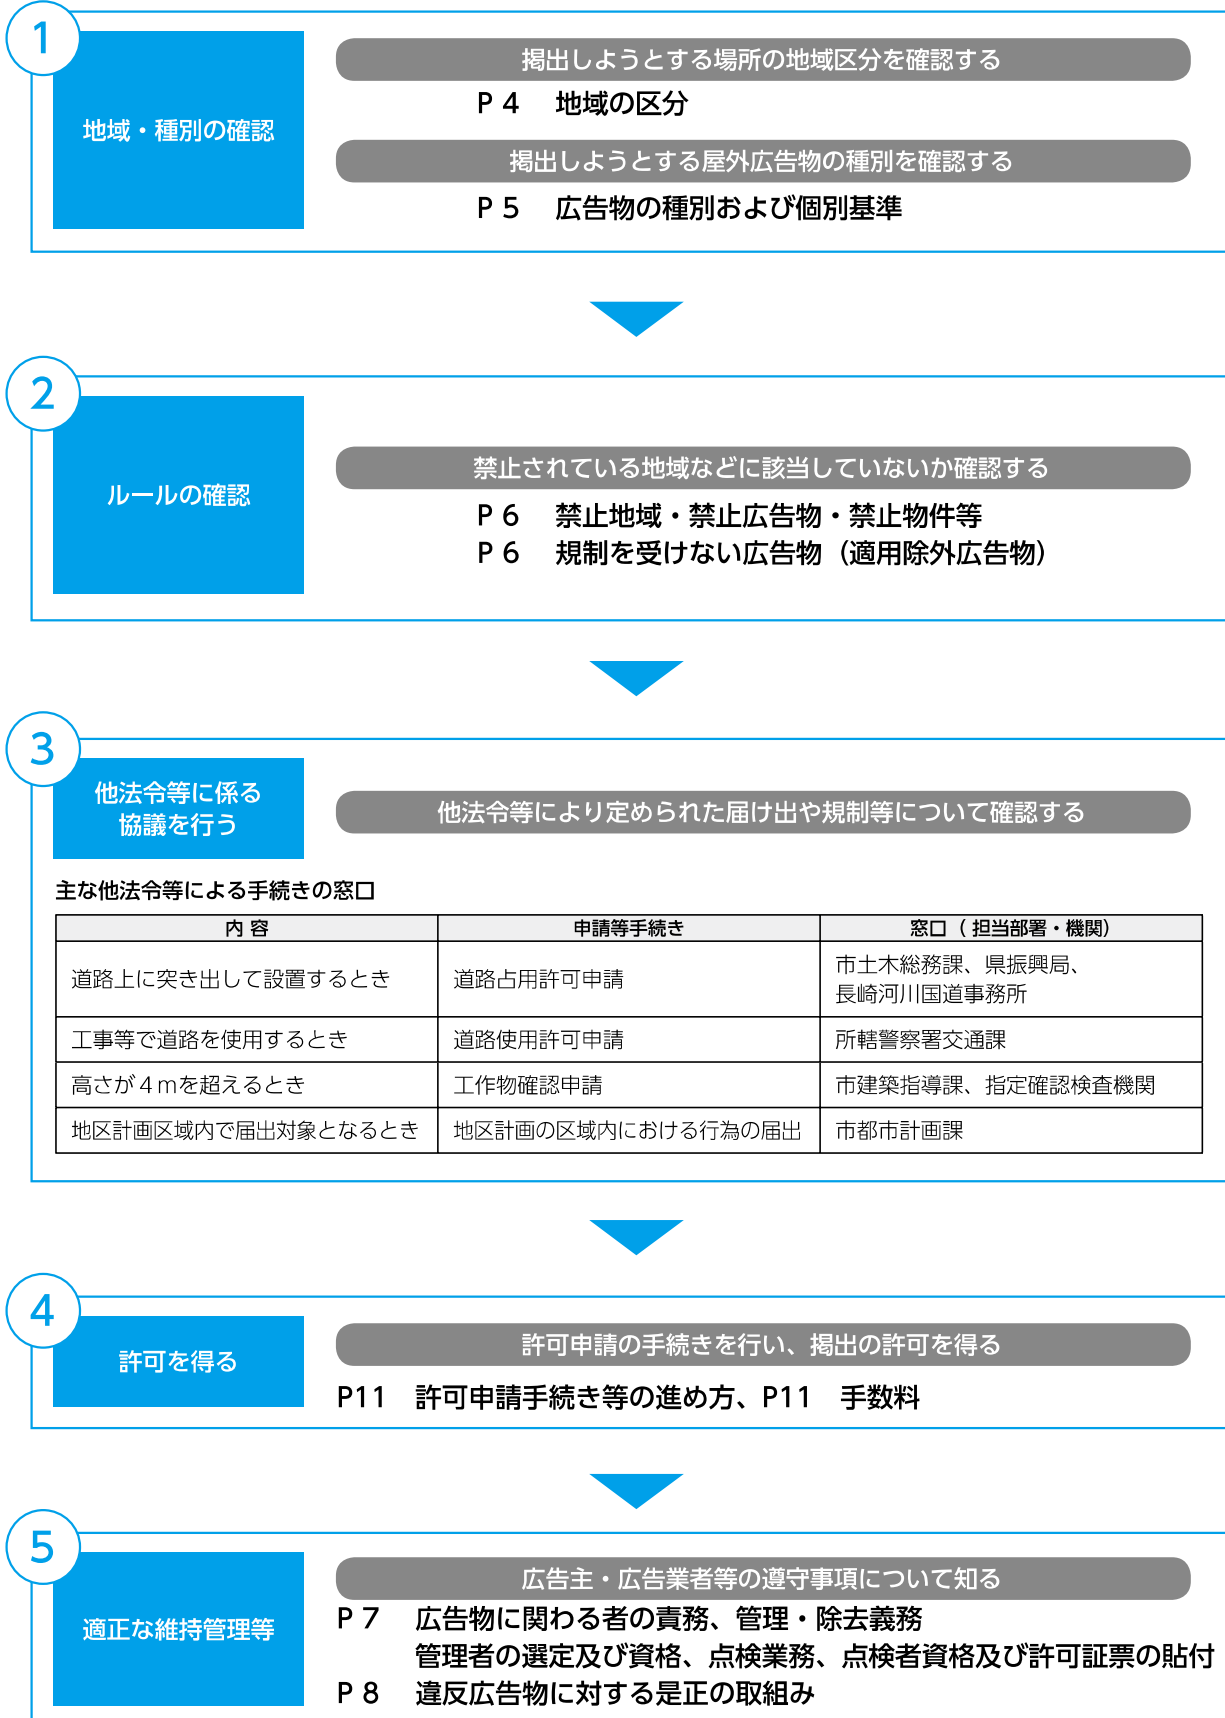 1
地域・種別の確認
掲出しようとする場所の地域区分を確認する
P 4　地域の区分
掲出しようとする屋外広告物の種別を確認する
P 5　広告物の種別および個別基準
2
ルールの確認
禁止されている地域などに該当していないか確認する
P 6　禁止地域・禁止広告物・禁止物件等
P 6　規制を受けない広告物（適用除外広告物）
3
他法令等に係る
協議を行う
他法令等により定められた届け出や規制等について確認する
主な他法令等による手続きの窓口
内 容　申請等手続き　窓口（ 担当部署・機関）
道路上に突き出して設置するとき　道路占用許可申請　市土木総務課、県振興局、
長崎河川国道事務所
工事等で道路を使用するとき　道路使用許可申請　所轄警察署交通課
高さが４ｍを超えるとき　工作物確認申請　市建築指導課、指定確認検査機関
地区計画区域内で届出対象となるとき　地区計画の区域内における行為の届出　市都市計画課
4
許可を得る
許可申請の手続きを行い、掲出の許可を得る
P11　許可申請手続き等の進め方、P11　手数料
5
適正な維持管理等
広告主・広告業者等の遵守事項について知る
P 7　広告物に関わる者の責務、管理・除去義務
管理者の選定及び資格、点検業務、点検者資格及び許可証票の貼付
P 8　違反広告物に対する是正の取組み